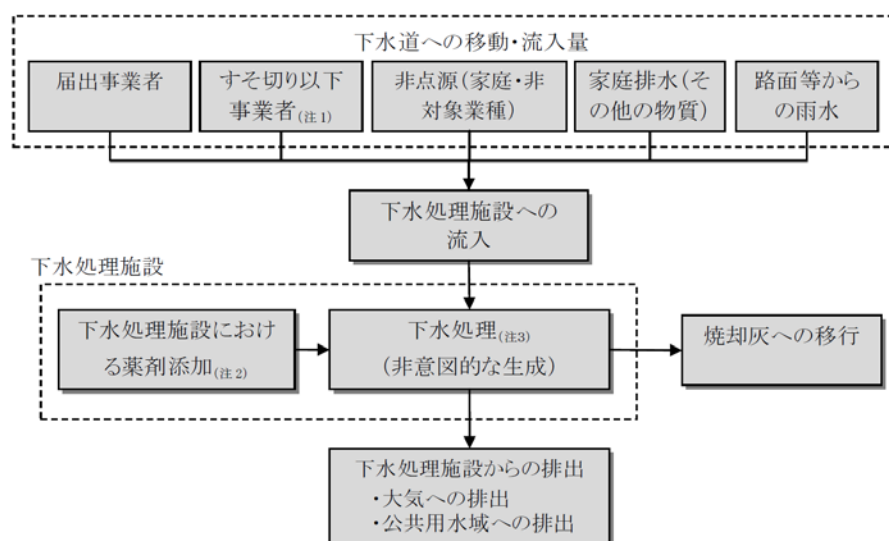 下水道への移動・流入量
届出事業者
すそ切り以下
事業者(注1)
非点源(家庭・非
対象業種)
家庭排水(そ
の他の物質)
路面等から
の雨水
下水処理施設への
流入
下水処理施設
下水処理施設におけ
る薬剤添加(注2)
下水処理(注3)
(非意図的な生成)
焼却灰への移行
下水処理施設からの排出
・大気への排出
・公共用水域への排出